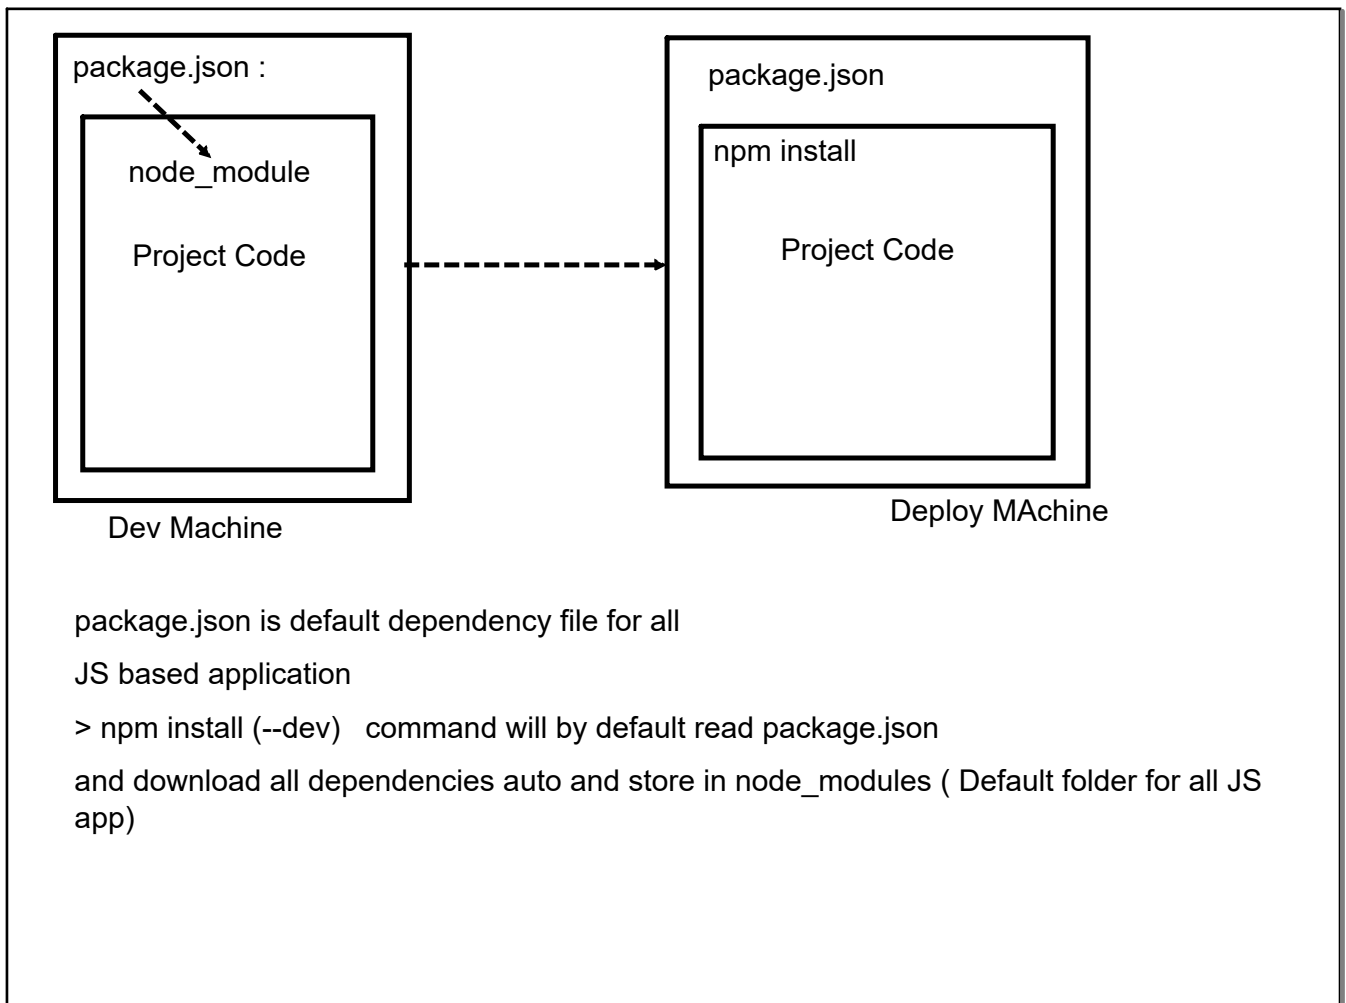 package.json :
node_module
Project Code
Dev Machine
package.json
npm install
Project Code
Deploy MAchine
package.json is default dependency file for all
JS based application
> npm install (--dev)   command will by default read package.json
and download all dependencies auto and store in node_modules ( Default folder for all JS
app)